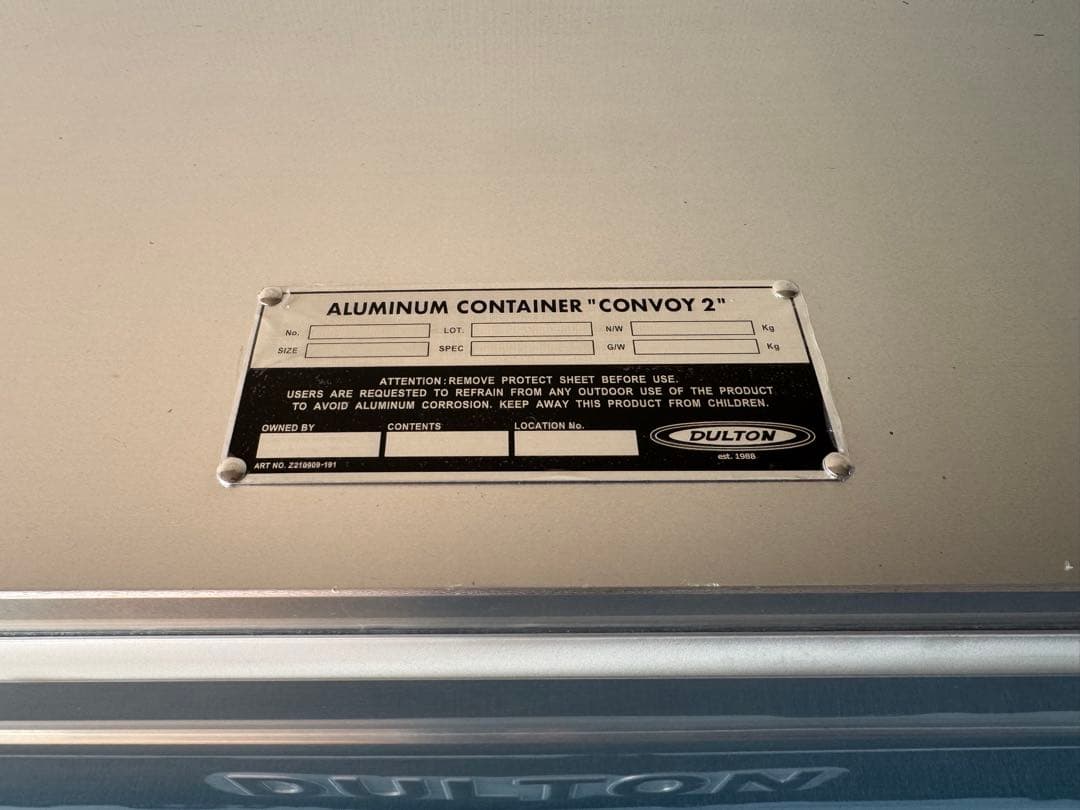 ALUMINUM CONTAINER "CONVOY 2"
No. LOT. N/W Kg
SIZE SPEC G/W Kg
ATTENTION:REMOVE PROTECT SHEET BEFORE USE.
USERS ARE REQUESTED TO REFRAIN FROM ANY OUTDOOR USE OF THE PRODUCT
TO AVOID ALUMINUM CORROSION. KEEP AWAY THIS PRODUCT FROM CHILDREN.
OWNED BY CONTENTS LOCATION No.
DULTON
est. 1988
ART NO. Z210909-191
DULTON